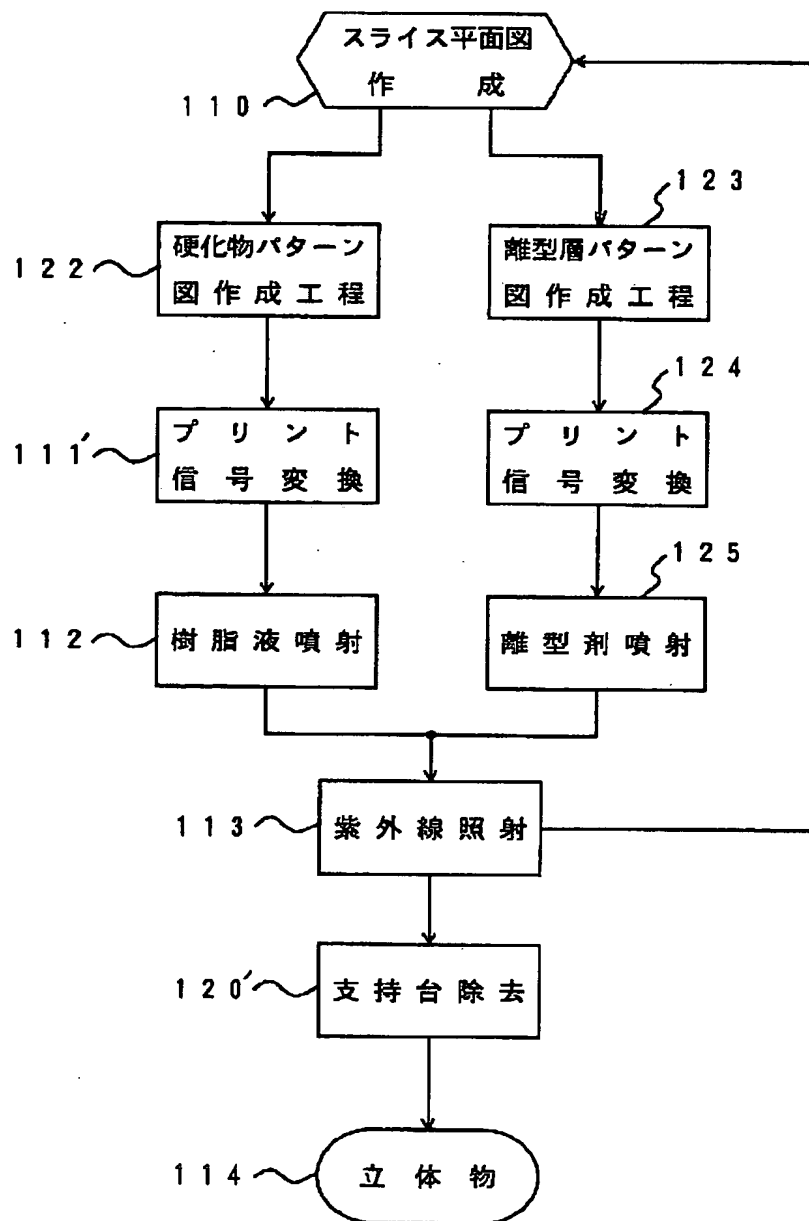 スライス平面図
作 成
110
123
硬化物パターン
図作成工程
122
離型層パターン
図作成工程
124
プリント
信号変換
111′
プリント
信号変換
125
樹脂液噴射
112
離型剤噴射
紫外線照射
113
支持台除去
120′
立体物
114